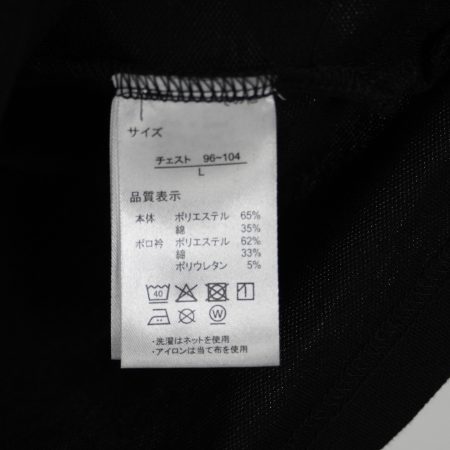 サイズ
チェスト 96~104
L
品質表示
本体 ポリエステル 65%
綿 35%
ポロ衿 ポリエステル 62%
綿 33%
ポリウレタン 5%
40
W
・洗濯はネットを使用
・アイロンは当て布を使用